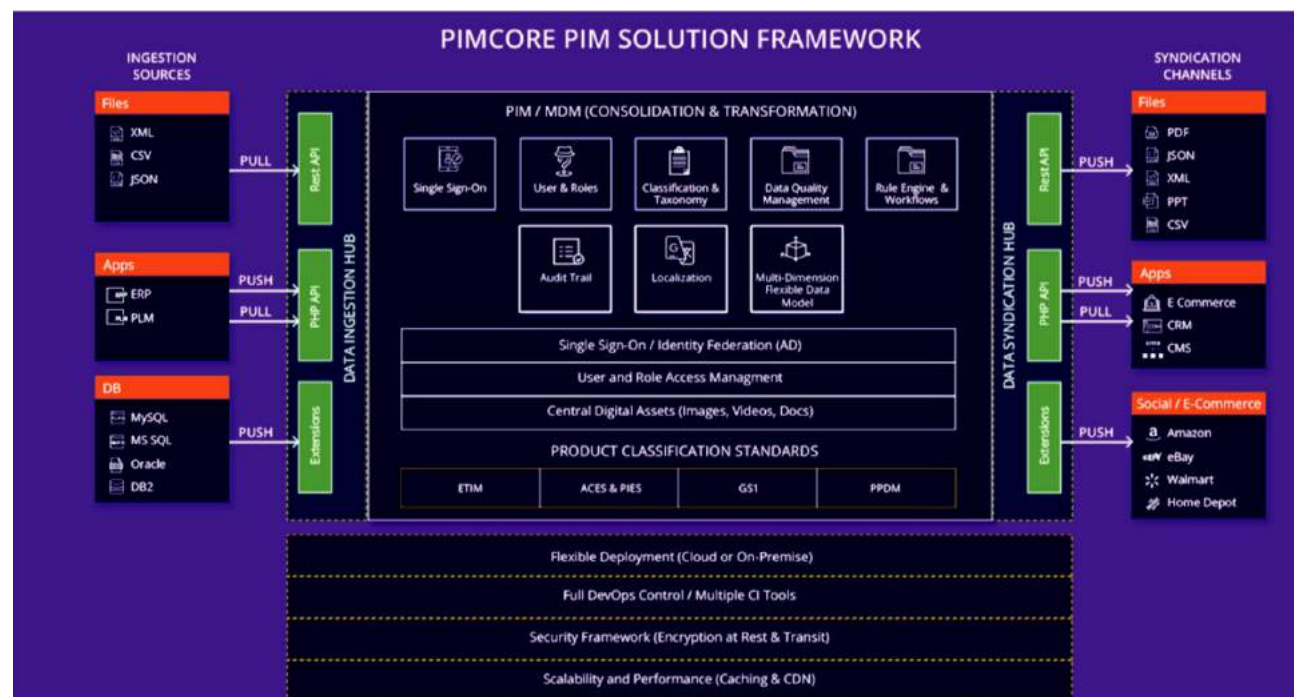 PIMCORE PIM SOLUTION FRAMEWORK
INGESTION
SOURCES
Files
XML
CSV
JSON
PULL
Apps
ERP
PLM
PUSH
PULL
DB
MySQL
MS SQL
Oracle
DB2
PUSH
Rest API
PHP API
Extensions
DATA INGESTION HUB
PIM / MDM (CONSOLIDATION & TRANSFORMATION)
Single Sign-On
User & Roles
Classification &
Taxonomy
Data Quality
Management
Rule Engine &
Workflows
Audit Trail
Localization
Multi-Dimension
Flexible Data
Model
Single Sign-On / Identity Federation (AD)
User and Role Access Managment
Central Digital Assets (Images, Videos, Docs)
PRODUCT CLASSIFICATION STANDARDS
ETIM
ACES & PIES
GS1
PPDM
DATA SYNDICATION HUB
Rest API
PHP API
Extensions
SYNDICATION
CHANNELS
PUSH
Files
PDF
JSON
XML
PPT
CSV
PUSH
PULL
Apps
E Commerce
CRM
CMS
PUSH
Social / E-Commerce
Amazon
eBay
Walmart
Home Depot
Flexible Deployment (Cloud or On-Premise)
Full DevOps Control / Multiple CI Tools
Security Framework (Encryption at Rest & Transit)
Scalability and Performance (Caching & CDN)